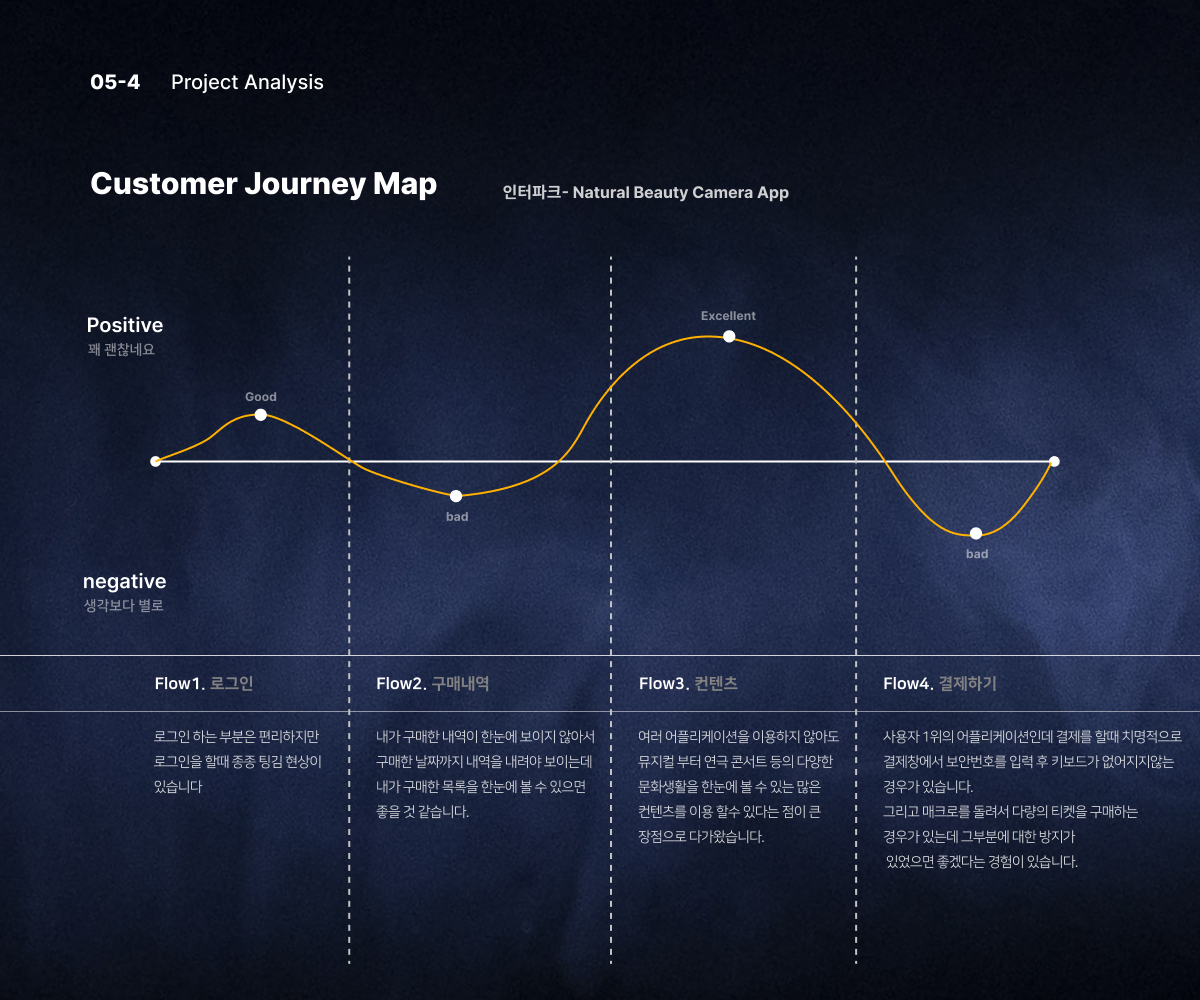 05-4 Project Analysis
Customer Journey Map
인터파크- Natural Beauty Camera App
Positive
꽤 괜찮네요
Good
bad
Excellent
bad
negative
생각보다 별로
Flow1. 로그인
로그인 하는 부분은 편리하지만
로그인을 할때 종종 팅김 현상이
있습니다
Flow2. 구매내역
내가 구매한 내역이 한눈에 보이지 않아서
구매한 날짜까지 내역을 내려야 보이는데
내가 구매한 목록을 한눈에 볼 수 있으면
좋을 것 같습니다.
Flow3. 컨텐츠
여러 어플리케이션을 이용하지 않아도
뮤지컬 부터 연극 콘서트 등의 다양한
문화생활을 한눈에 볼 수 있는 많은
컨텐츠를 이용 할수 있다는 점이 큰
장점으로 다가왔습니다.
Flow4. 결제하기
사용자 1위의 어플리케이션인데 결제를 할때 치명적으로
결제창에서 보안번호를 입력 후 키보드가 없어지지않는
경우가 있습니다.
그리고 매크로를 돌려서 다량의 티켓을 구매하는
경우가 있는데 그부분에 대한 방지가
있었으면 좋겠다는 경험이 있습니다.